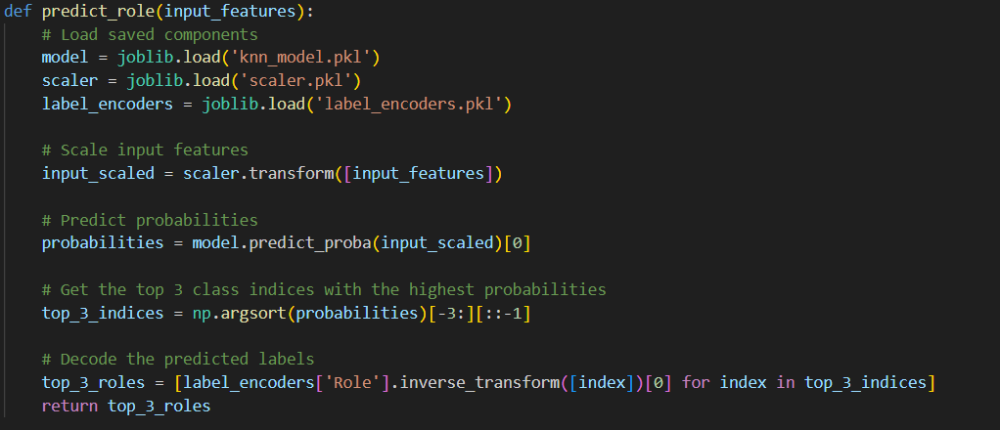 def predict_role(input_features):
    # Load saved components
    model = joblib.load('knn_model.pkl')
    scaler = joblib.load('scaler.pkl')
    label_encoders = joblib.load('label_encoders.pkl')

    # Scale input features
    input_scaled = scaler.transform([input_features])

    # Predict probabilities
    probabilities = model.predict_proba(input_scaled)[0]

    # Get the top 3 class indices with the highest probabilities
    top_3_indices = np.argsort(probabilities)[-3:][::-1]

    # Decode the predicted labels
    top_3_roles = [label_encoders['Role'].inverse_transform([index])[0] for index in top_3_indices]
    return top_3_roles